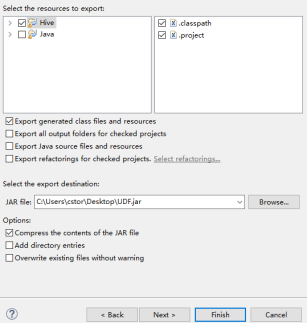 Select the resources to export:
Hive
Java
.classpath
.project
Export generated class files and resources
Export all output folders for checked projects
Export Java source files and resources
Export refactorings for checked projects. Select refactorings...
Select the export destination:
JAR file: C:\Users\cstor\Desktop\UDF.jar Browse...
Options:
Compress the contents of the JAR file
Add directory entries
Overwrite existing files without warning
? < Back Next > Finish Cancel